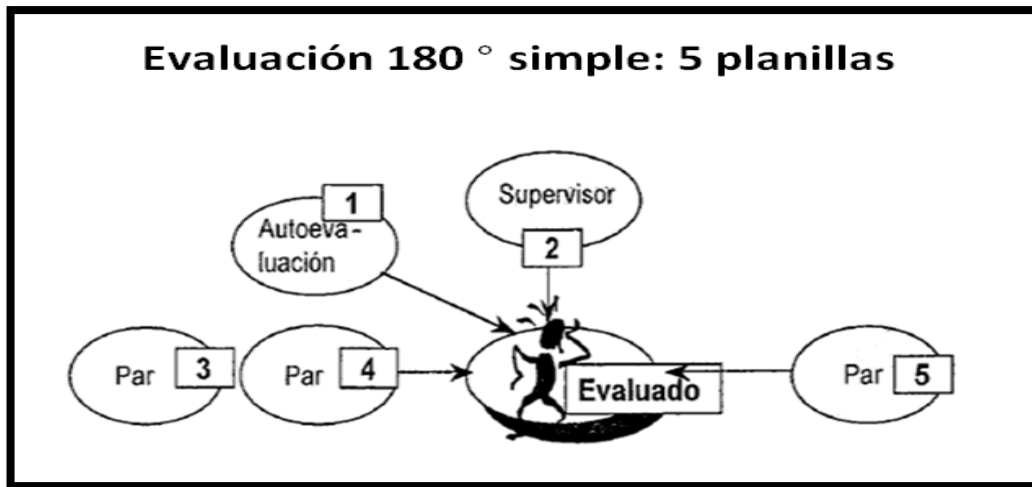 Evaluación 180 ° simple: 5 planillas
1
Autoeva-
luación
Supervisor
2
Par 3
Par 4
Evaluado
Par 5